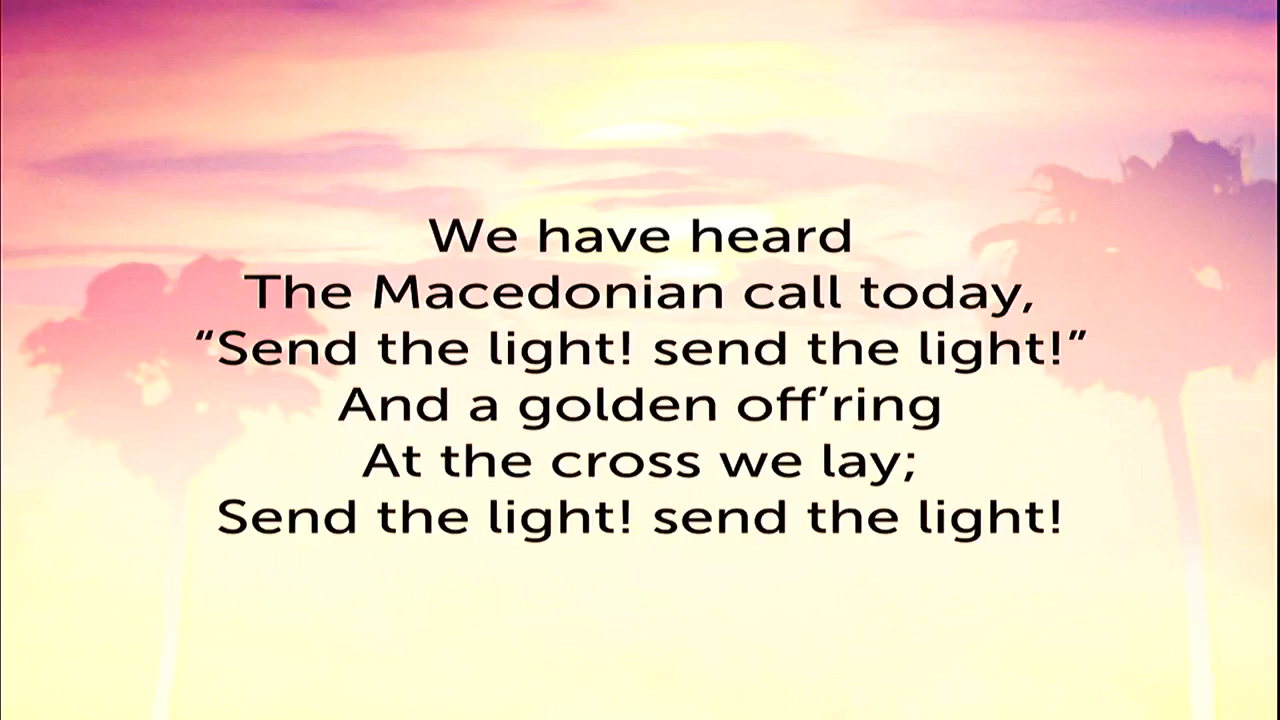 We have heard
The Macedonian call today,
“Send the light! send the light!”
And a golden off’ring
At the cross we lay;
Send the light! send the light!